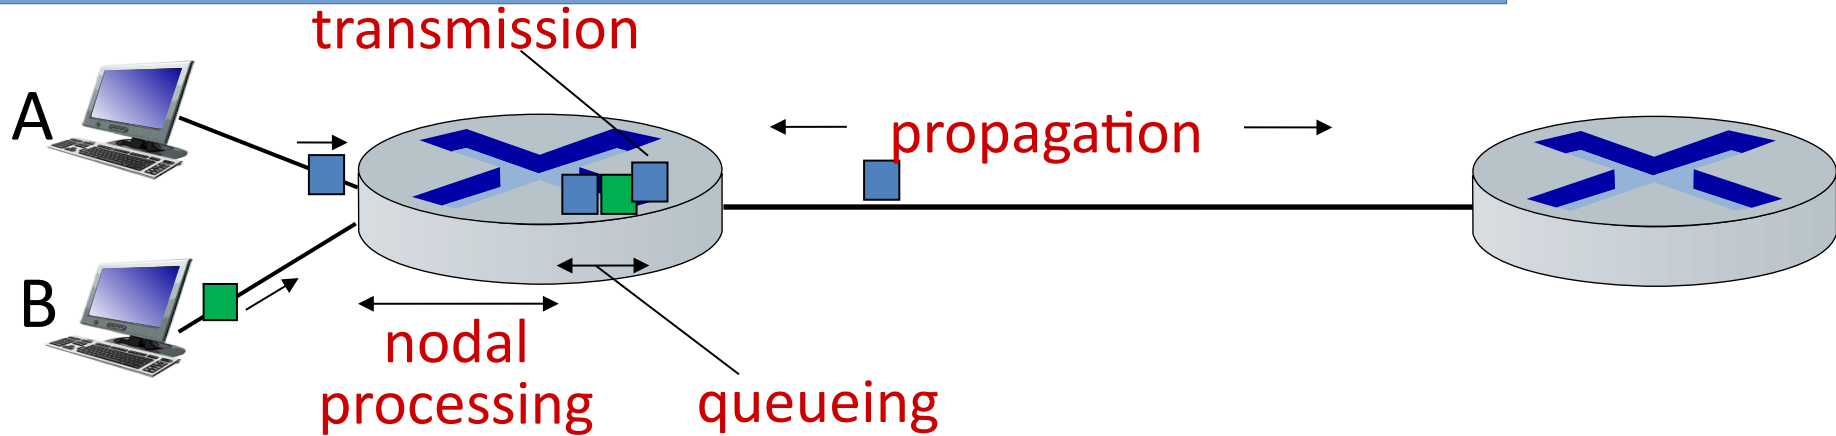 transmission
A
propagation
B
nodal
processing
queueing